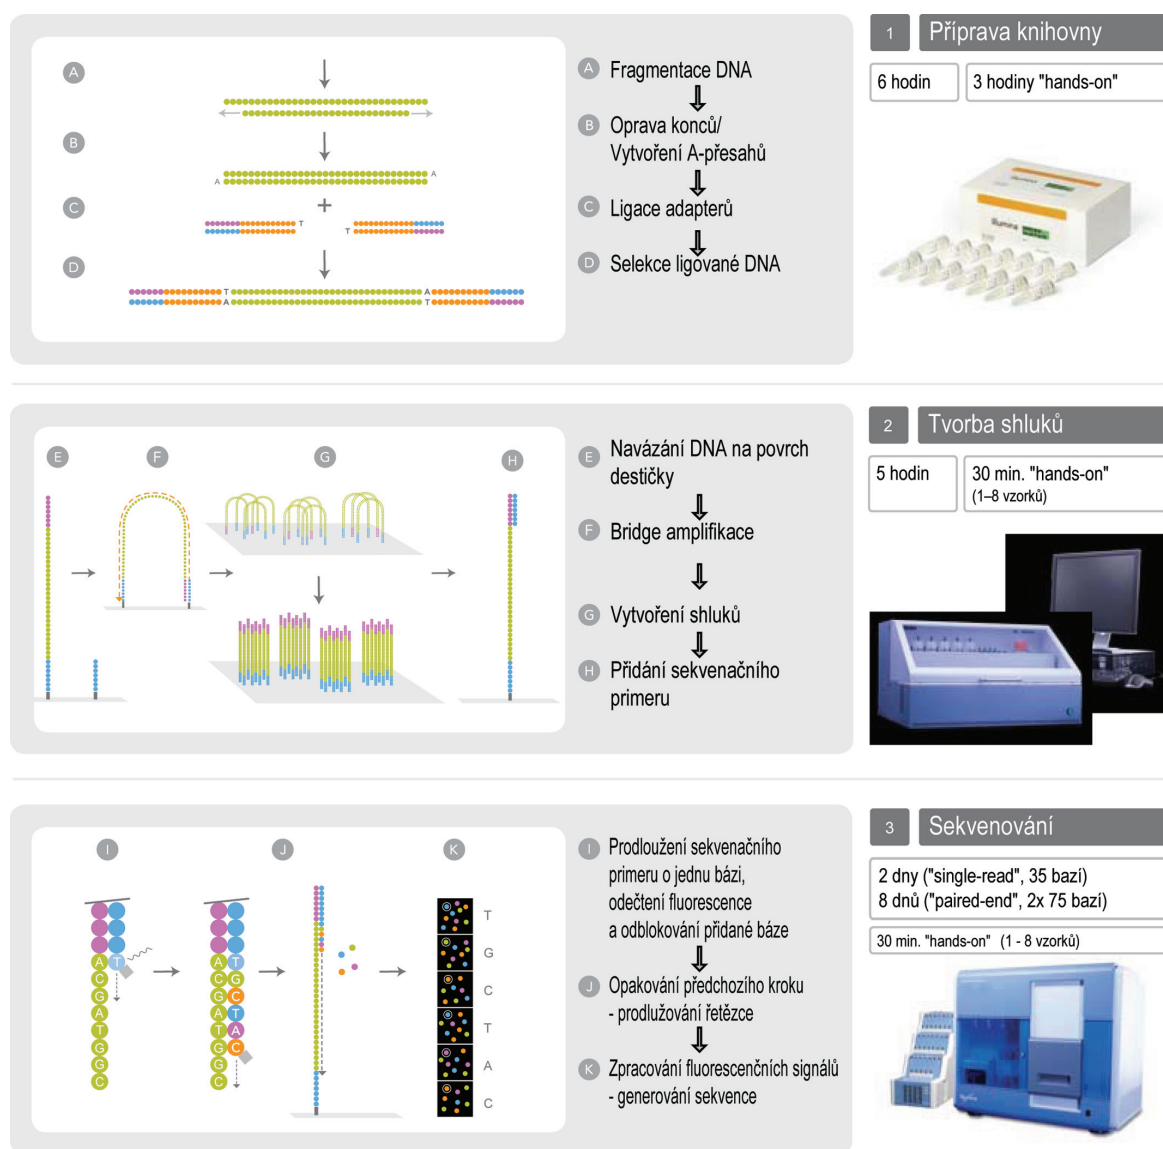 1 Příprava knihovny
6 hodin
3 hodiny "hands-on"
A
B
C
D
A
A
+
T
T
T
A
A
T
A Fragmentace DNA
B Oprava konců/
Vytvoření A-přesahů
C Ligace adapterů
D Selekce ligované DNA
illumina
2 Tvorba shluků
5 hodin
30 min. "hands-on"
(1–8 vzorků)
E
F
G
H
E Navázání DNA na povrch
destičky
F Bridge amplifikace
G Vytvoření shluků
H Přidání sekvenačního
primeru
3 Sekvenování
2 dny ("single-read", 35 bazí)
8 dnů ("paired-end", 2x 75 bazí)
30 min. "hands-on" (1 - 8 vzorků)
I
J
K
A T
C
G
A
T
G
G
C
A T
C G
G C
A T
T A
G C
G
C
T
G
C
T
A
C
I Prodloužení sekvenačního
primeru o jednu bázi,
odečtení fluorescence
a odblokování přidané báze
J Opakování předchozího kroku
- prodlužování řetězce
K Zpracování fluorescenčních signálů
- generování sekvence